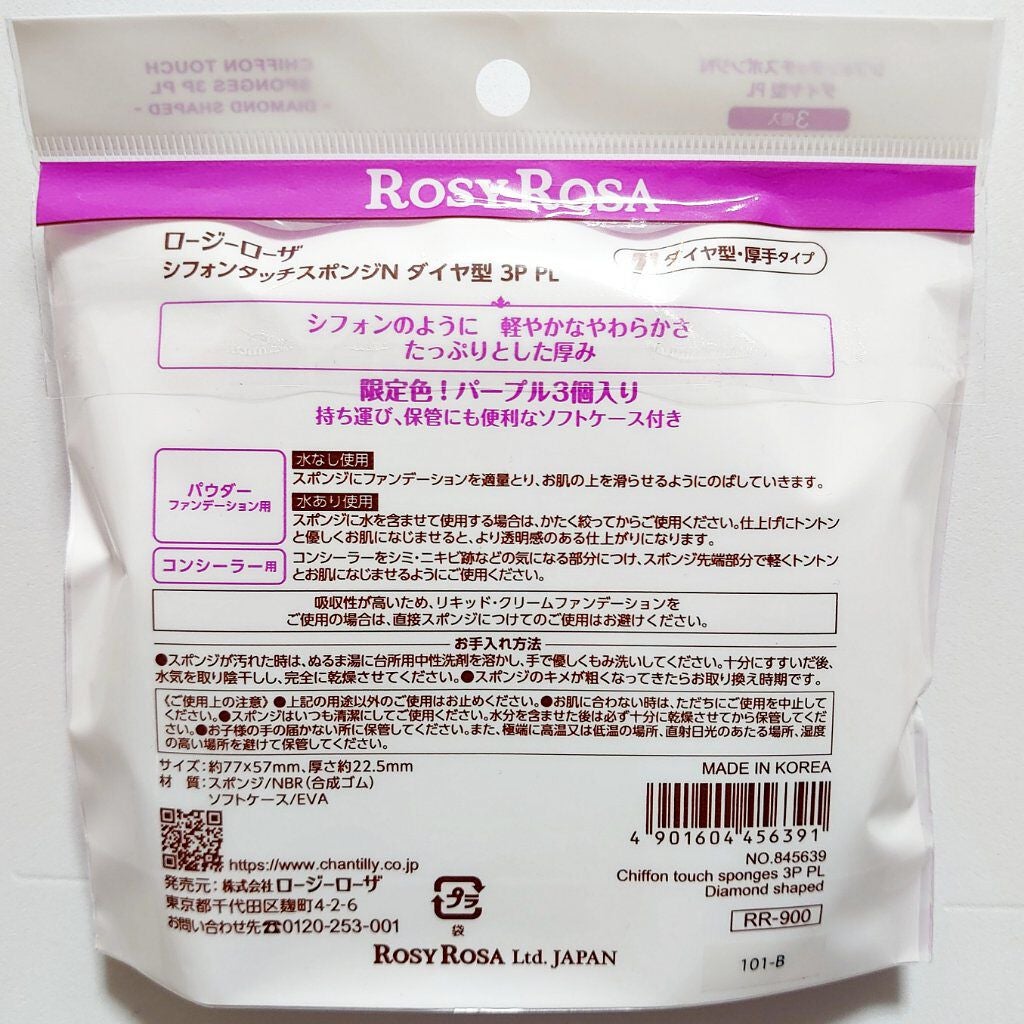 CHIFFON TOUCH
SPONGES 3P PL
- DIAMOND SHAPED -
シフォンタッチスポンジN
ダイヤ型 PL
3個入
ROSY ROSA
ロージーローザ
シフォンタッチスポンジN ダイヤ型 3P PL
ダイヤ型・厚手タイプ
シフォンのように 軽やかなやわらかさ
たっぷりとした厚み
限定色！パープル3個入り
持ち運び、保管にも便利なソフトケース付き
パウダー
ファンデーション用
水なし使用
スポンジにファンデーションを適量とり、お肌の上を滑らせるようにのばしていきます。
水あり使用
スポンジに水を含ませて使用する場合は、かたく絞ってからご使用ください。仕上げにトントン
と優しくお肌になじませると、より透明感のある仕上がりになります。
コンシーラー用
コンシーラーをシミ・ニキビ跡などの気になる部分につけ、スポンジ先端部分で軽くトントン
とお肌になじませるようにご使用ください。
吸収性が高いため、リキッド・クリームファンデーションを
ご使用の場合は、直接スポンジにつけてのご使用はお避けください。
お手入れ方法
●スポンジが汚れた時は、ぬるま湯に台所用中性洗剤を溶かし、手で優しくもみ洗いしてください。十分にすすいだ後、
水気を取り陰干しし、完全に乾燥させてください。●スポンジのキメが粗くなってきたらお取り換え時期です。
《ご使用上の注意》●上記の用途以外のご使用はお止めください。●お肌に合わない時は、ただちにご使用を中止して
ください。●スポンジはいつも清潔にしてご使用ください。水分を含ませた後は必ず十分に乾燥させてから保管してくだ
さい。●お子様の手の届かない所に保管してください。また、極端に高温又は低温の場所、直射日光のあたる場所、湿度
の高い場所を避けて保管してください。
サイズ：約77×57mm、厚さ約22.5mm
材 質：スポンジ/NBR（合成ゴム）
ソフトケース/EVA
MADE IN KOREA
4 901604 456391
NO.845639
Chiffon touch sponges 3P PL
Diamond shaped
RR-900
https://www.chantilly.co.jp
発売元：株式会社ロージーローザ
東京都千代田区麹町4-2-6
お問い合わせ先☎0120-253-001
プラ
袋
ROSY ROSA Ltd. JAPAN
101-B